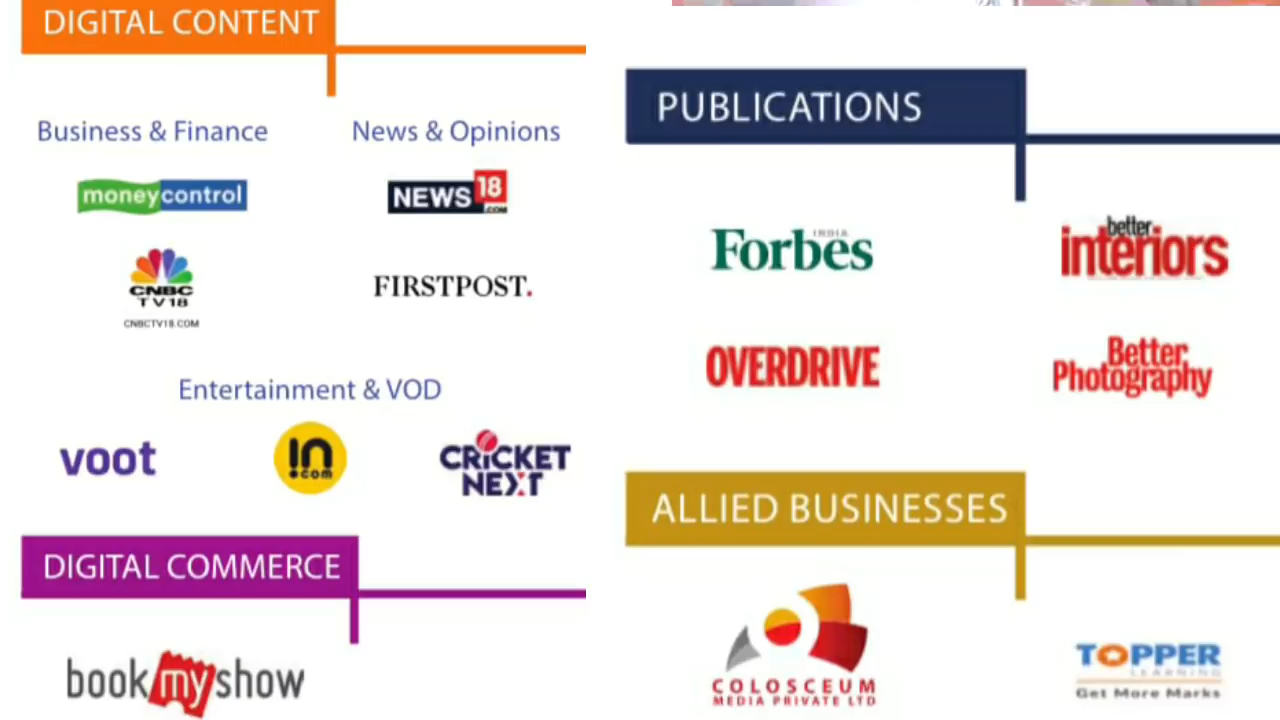 DIGITAL CONTENT
Business & Finance
News & Opinions
moneycontrol
NEWS 18
.COM
CNBC
TV18
CNBCTV18.COM
FIRSTPOST.
Entertainment & VOD
voot
in
.com
CRICKET
NEXT
DIGITAL COMMERCE
bookmyshow
PUBLICATIONS
INDIA
Forbes
better
interiors
OVERDRIVE
Better
Photography
ALLIED BUSINESSES
COLOSCEUM
MEDIA PRIVATE LTD
TOPPER
LEARNING
Get More Marks